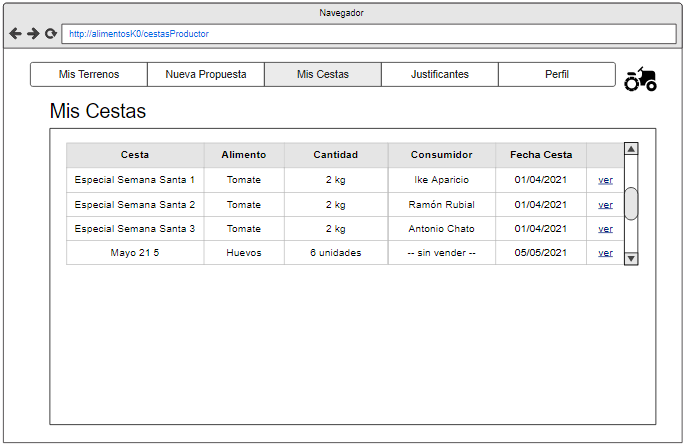 Navegador
http://alimentosK0/cestasProductor
Mis Terrenos Nueva Propuesta Mis Cestas Justificantes Perfil
Mis Cestas
Cesta Alimento Cantidad Consumidor Fecha Cesta
Especial Semana Santa 1 Tomate 2 kg Ike Aparicio 01/04/2021 ver
Especial Semana Santa 2 Tomate 2 kg Ramón Rubial 01/04/2021 ver
Especial Semana Santa 3 Tomate 2 kg Antonio Chato 01/04/2021 ver
Mayo 21 5 Huevos 6 unidades -- sin vender -- 05/05/2021 ver